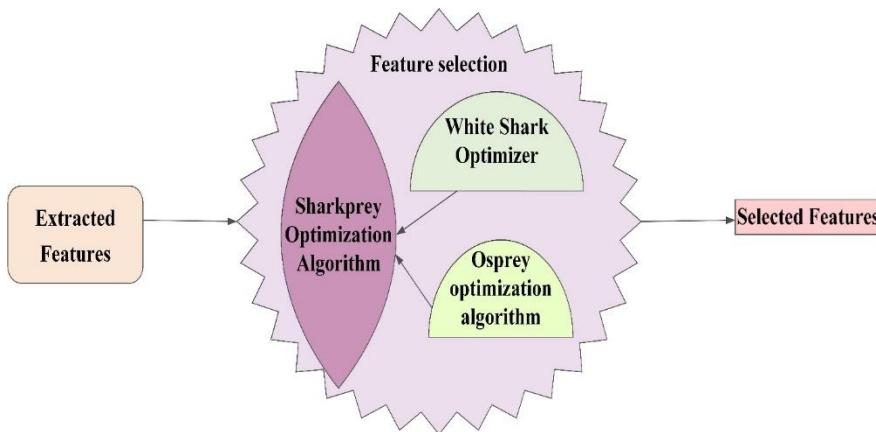 Feature selection
White Shark
Optimizer
Sharkprey
Optimization
Algorithm
Extracted
Features
Selected Features
Osprey
optimization
algorithm